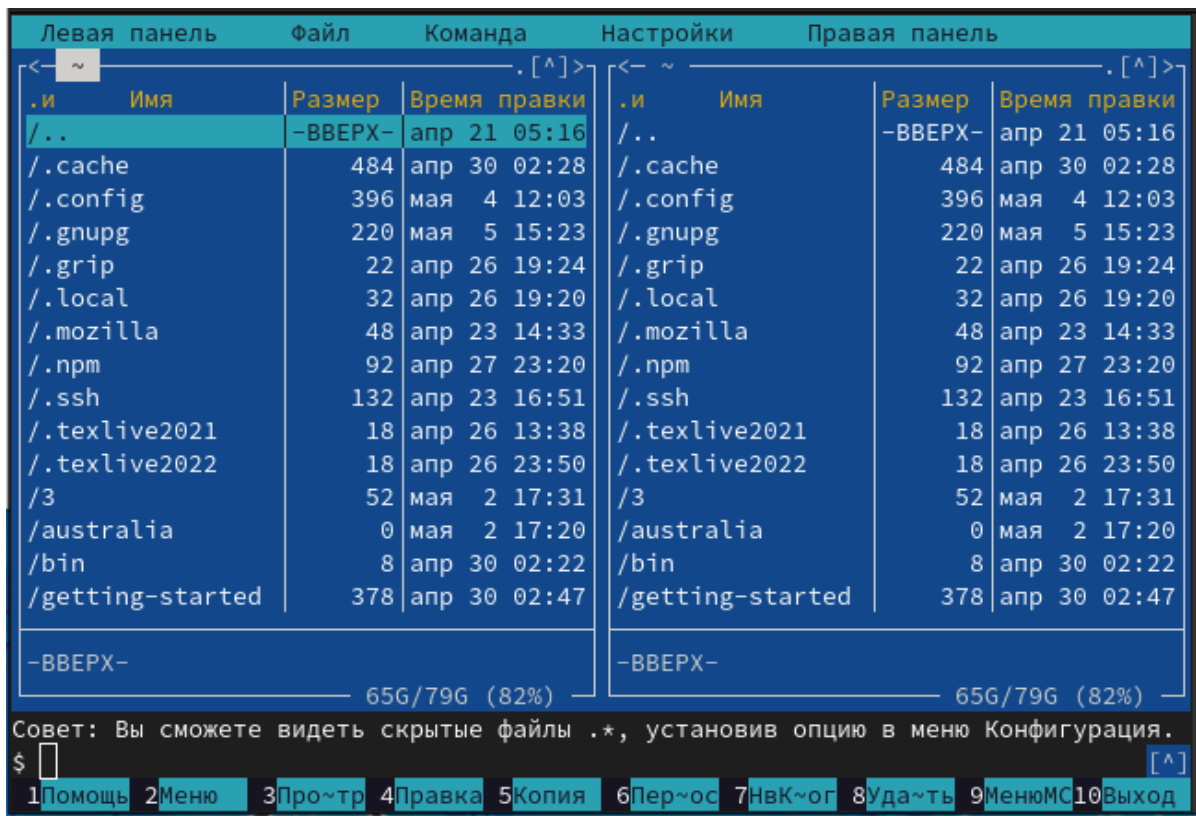 Левая панель Файл Команда Настройки Правая панель
<— ~ .[^]> <— ~ .[^]>
.и Имя Размер Время правки .и Имя Размер Время правки
/.. -ВВЕРХ- апр 21 05:16 /.. -ВВЕРХ- апр 21 05:16
/.cache 484 апр 30 02:28 /.cache 484 апр 30 02:28
/.config 396 мая 4 12:03 /.config 396 мая 4 12:03
/.gnupg 220 мая 5 15:23 /.gnupg 220 мая 5 15:23
/.grip 22 апр 26 19:24 /.grip 22 апр 26 19:24
/.local 32 апр 26 19:20 /.local 32 апр 26 19:20
/.mozilla 48 апр 23 14:33 /.mozilla 48 апр 23 14:33
/.npm 92 апр 27 23:20 /.npm 92 апр 27 23:20
/.ssh 132 апр 23 16:51 /.ssh 132 апр 23 16:51
/.texlive2021 18 апр 26 13:38 /.texlive2021 18 апр 26 13:38
/.texlive2022 18 апр 26 23:50 /.texlive2022 18 апр 26 23:50
/3 52 мая 2 17:31 /3 52 мая 2 17:31
/australia 0 мая 2 17:20 /australia 0 мая 2 17:20
/bin 8 апр 30 02:22 /bin 8 апр 30 02:22
/getting-started 378 апр 30 02:47 /getting-started 378 апр 30 02:47
-ВВЕРХ- -ВВЕРХ-
65G/79G (82%) 65G/79G (82%)
Совет: Вы сможете видеть скрытые файлы .*, установив опцию в меню Конфигурация.
$ [^]
1Помощь 2Меню 3Про~тр 4Правка 5Копия 6Пер~ос 7НвК~ог 8Уда~ть 9МенюМС10Выход